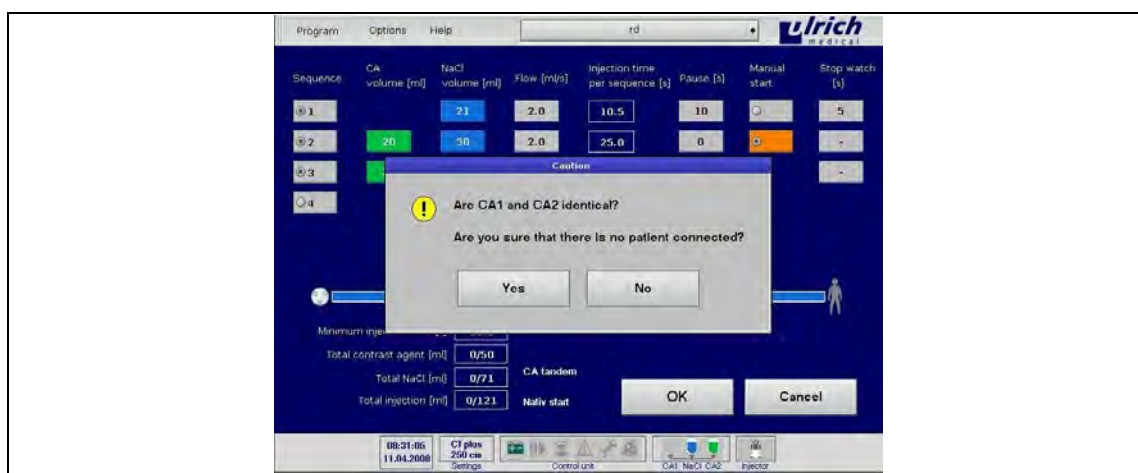 Program Options Help rd ulrich
medical
Sequence CA volume [ml] NaCl volume [ml] Flow [ml/s] Injection time per sequence [s] Pause [s] Manual start Stop watch [s]
1 21 2.0 10.5 10 5
2 20 30 2.0 25.0 0 -
3 -
4
Caution
Are CA1 and CA2 identical?
Are you sure that there is no patient connected?
Yes No
Minimum inje
Total contrast agent [ml] 0/50
Total NaCl [ml] 0/71
CA tandem
Total injection [ml] 0/121
Nativ start
OK Cancel
08:31:05
11.04.2008
CT plus
250 cm
Settings Control unit CA1 NaCl CA2 Injector